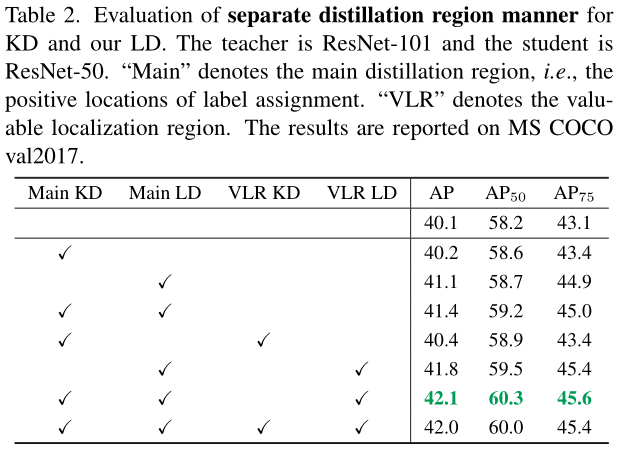 Table 2. Evaluation of separate distillation region manner for
KD and our LD. The teacher is ResNet-101 and the student is
ResNet-50. “Main” denotes the main distillation region, i.e., the
positive locations of label assignment. “VLR” denotes the valu-
able localization region. The results are reported on MS COCO
val2017.
Main KD Main LD VLR KD VLR LD AP AP50 AP75
40.1 58.2 43.1
✓ 40.2 58.6 43.4
✓ 41.1 58.7 44.9
✓ ✓ 41.4 59.2 45.0
✓ ✓ 40.4 58.9 43.4
✓ ✓ 41.8 59.5 45.4
✓ ✓ ✓ 42.1 60.3 45.6
✓ ✓ ✓ ✓ 42.0 60.0 45.4